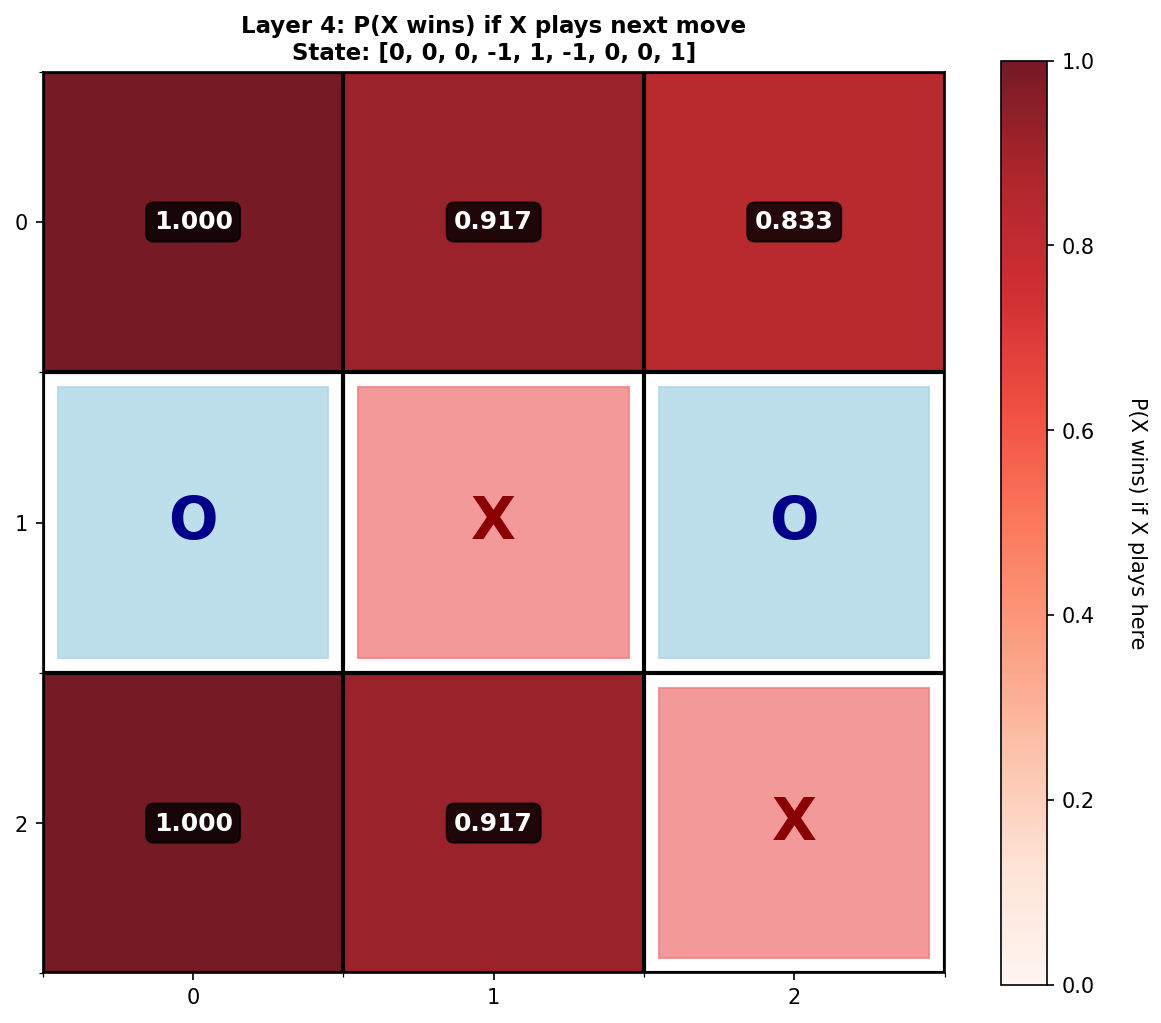 Layer 4: P(X wins) if X plays next move
State: [0, 0, 0, -1, 1, -1, 0, 0, 1]
1.0
0.8
0.6
0.4
0.2
0.0
P(X wins) if X plays here
0
1.000
0.917
0.833
1
O
X
O
2
1.000
0.917
X
0
1
2